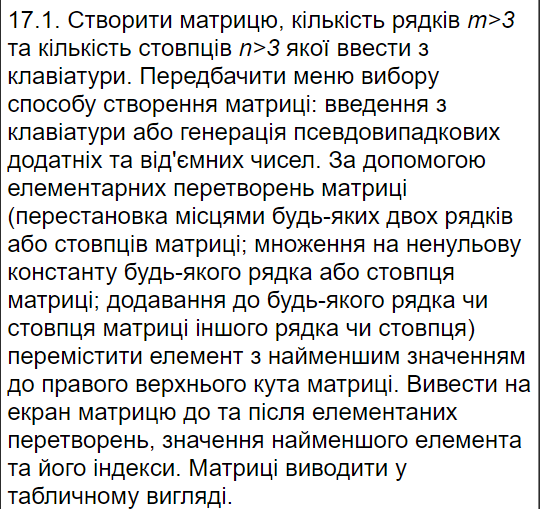 17.1. Створити матрицю, кількість рядків m>3
та кількість стовпців n>3 якої ввести з
клавіатури. Передбачити меню вибору
способу створення матриці: введення з
клавіатури або генерація псевдовипадкових
додатніх та від'ємних чисел. За допомогою
елементарних перетворень матриці
(перестановка місцями будь-яких двох рядків
або стовпців матриці; множення на ненульову
константу будь-якого рядка або стовпця
матриці; додавання до будь-якого рядка чи
стовпця матриці іншого рядка чи стовпця)
перемістити елемент з найменшим значенням
до правого верхнього кута матриці. Вивести на
екран матрицю до та після елементаних
перетворень, значення найменшого елемента
та його індекси. Матриці виводити у
табличному вигляді.